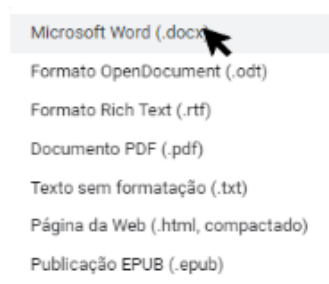 Microsoft Word (.docx)
Formato OpenDocument (.odt)
Formato Rich Text (.rtf)
Documento PDF (.pdf)
Texto sem formatação (.txt)
Página da Web (.html, compactado)
Publicação EPUB (.epub)